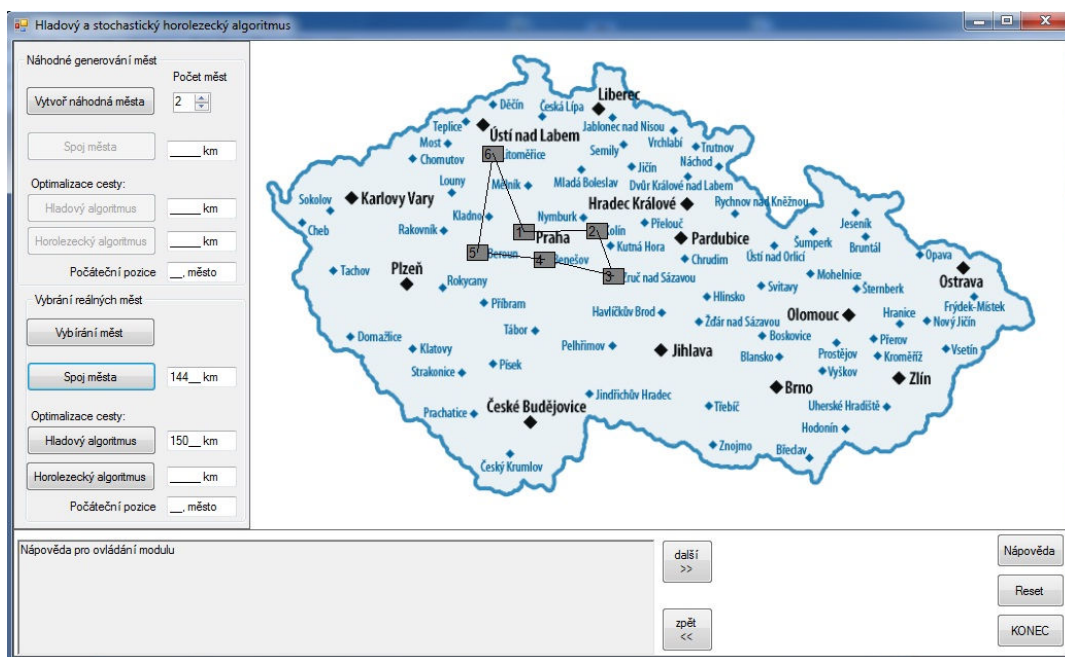 Hladový a stochastický horolezecký algoritmus
Náhodné generování měst
Počet měst
Vytvoř náhodná města
2
Spoj města
_____ km
Optimalizace cesty:
Hladový algoritmus
_____ km
Horolezecký algoritmus
_____ km
Počáteční pozice
__. město
Vybrání reálných měst
Vybírání měst
Spoj města
144__ km
Optimalizace cesty:
Hladový algoritmus
150__ km
Horolezecký algoritmus
_____ km
Počáteční pozice
__. město
Liberec
Děčín
Česká Lípa
Teplice
Ústí nad Labem
Jablonec nad Nisou
Most
Vrchlabí
Trutnov
6
Litoměřice
Semily
Chomutov
Jičín
Náchod
Louny
Mělník
Mladá Boleslav
Dvůr Králové nad Labem
Sokolov
Karlovy Vary
Hradec Králové
Rychnov nad Kněžnou
Kladno
Nymburk
Přelouč
Jeseník
Cheb
Rakovník
1
Praha
2
Kolín
Kutná Hora
Pardubice
Šumperk
Bruntál
5
Beroun
4
Benešov
Chrudim
Ústí nad Orlicí
Opava
Tachov
Plzeň
3
Zruč nad Sázavou
Mohelnice
Ostrava
Rokycany
Svitavy
Šternberk
Příbram
Hlinsko
Frýdek-Místek
Havlíčkův Brod
Olomouc
Hranice
Žďár nad Sázavou
Nový Jičín
Tábor
Domažlice
Boskovice
Přerov
Klatovy
Pelhřimov
Jihlava
Blansko
Prostějov
Kroměříž
Vsetín
Strakonice
Písek
Vyškov
Brno
Zlín
Jindřichův Hradec
Prachatice
České Budějovice
Třebíč
Uherské Hradiště
Hodonín
Znojmo
Břeclav
Český Krumlov
Nápověda pro ovládání modulu
další
>>
zpět
<<
Nápověda
Reset
KONEC